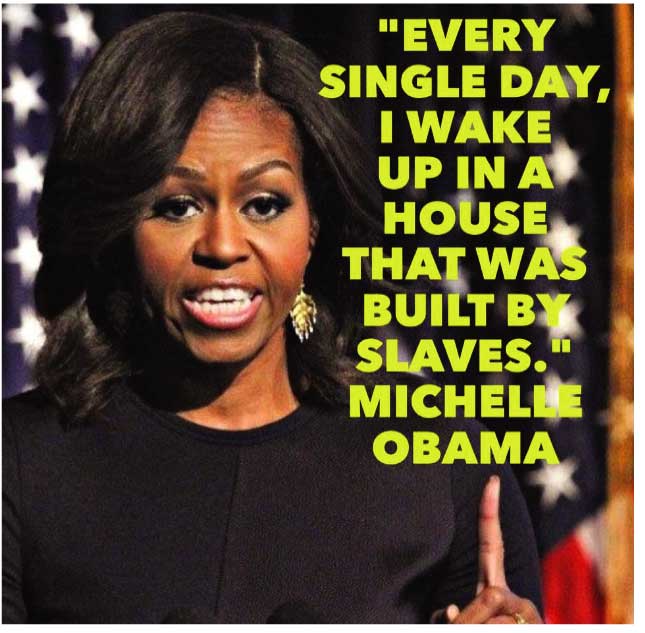 "EVERY
SINGLE DAY,
I WAKE
UP IN A
HOUSE
THAT WAS
BUILT BY
SLAVES."
MICHELLE
OBAMA